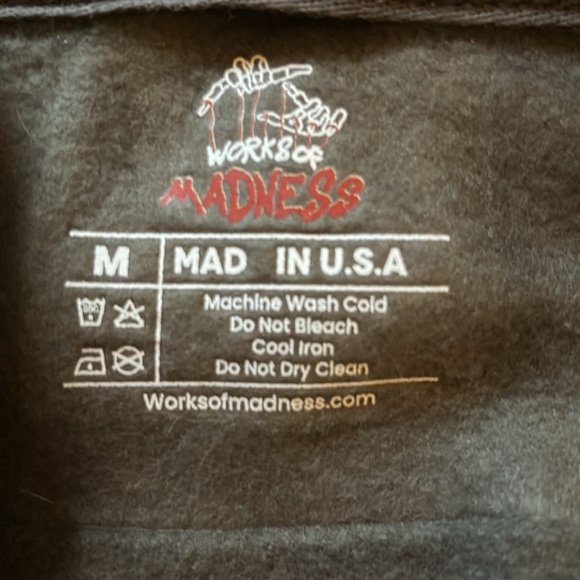 WORKS OF
MADNESS
M
MAD IN U.S.A
Machine Wash Cold
Do Not Bleach
Cool Iron
Do Not Dry Clean
Worksofmadness.com